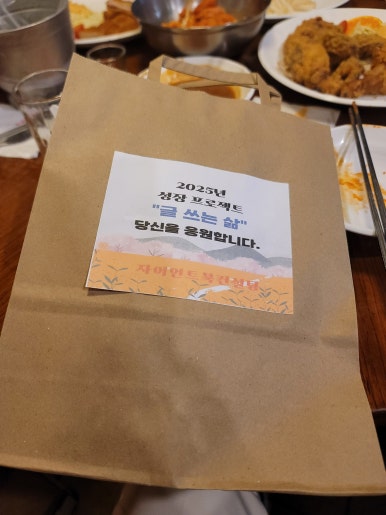 2025년
성장 프로젝트
"글 쓰는 삶"
당신을 응원합니다.
자이언트북컨설팅